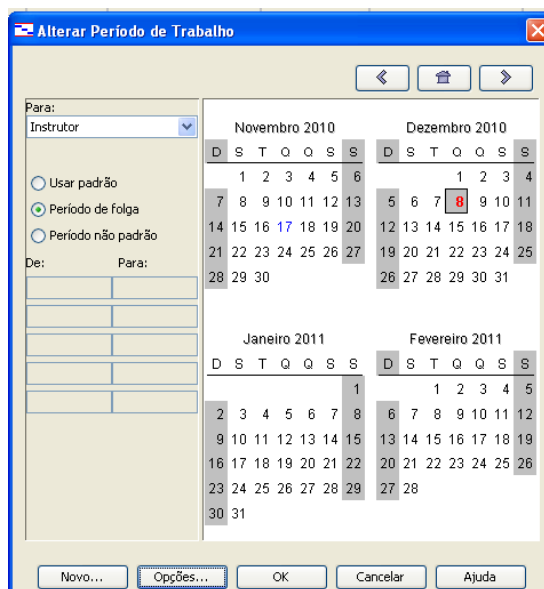 Alterar Período de Trabalho
Para:
Instrutor
Usar padrão
Período de folga
Período não padrão
De: Para:
Novembro 2010
D S T Q Q S S
1 2 3 4 5 6
7 8 9 10 11 12 13
14 15 16 17 18 19 20
21 22 23 24 25 26 27
28 29 30
Dezembro 2010
D S T Q Q S S
1 2 3 4
5 6 7 8 9 10 11
12 13 14 15 16 17 18
19 20 21 22 23 24 25
26 27 28 29 30 31
Janeiro 2011
D S T Q Q S S
1
2 3 4 5 6 7 8
9 10 11 12 13 14 15
16 17 18 19 20 21 22
23 24 25 26 27 28 29
30 31
Fevereiro 2011
D S T Q Q S S
1 2 3 4 5
6 7 8 9 10 11 12
13 14 15 16 17 18 19
20 21 22 23 24 25 26
27 28
Novo... Opções... OK Cancelar Ajuda